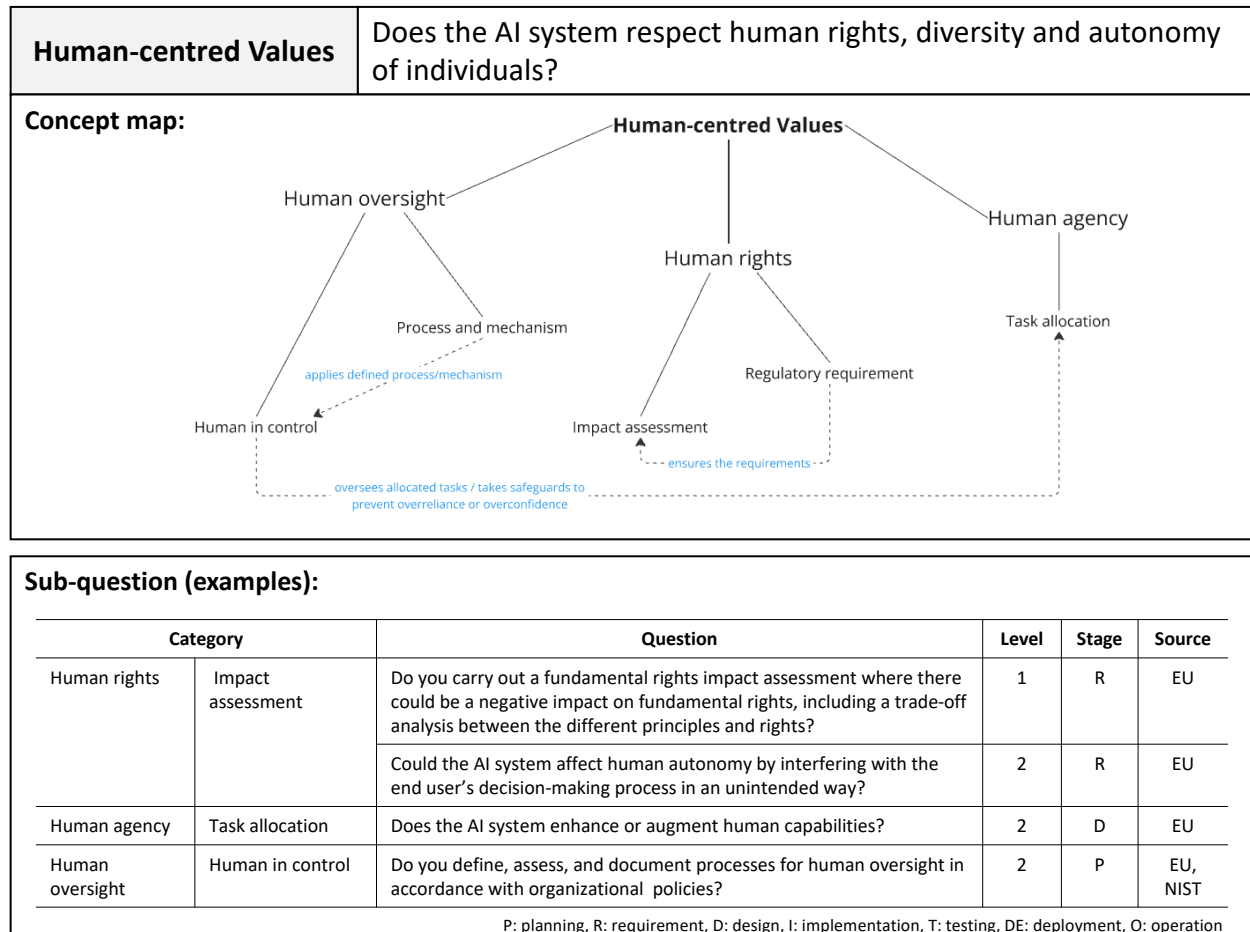 Human-centred Values
Does the AI system respect human rights, diversity and autonomy
of individuals?
Concept map:
Human-centred Values
Human oversight
Human agency
Human rights
Process and mechanism
Task allocation
applies defined process/mechanism
Regulatory requirement
Human in control
Impact assessment
ensures the requirements
oversees allocated tasks / takes safeguards to
prevent overreliance or overconfidence
Sub-question (examples):
Category
Question
Level
Stage
Source
Human rights
Impact
assessment
Do you carry out a fundamental rights impact assessment where there
could be a negative impact on fundamental rights, including a trade-off
analysis between the different principles and rights?
1
R
EU
Could the AI system affect human autonomy by interfering with the
end user's decision-making process in an unintended way?
2
R
EU
Human agency
Task allocation
Does the AI system enhance or augment human capabilities?
2
D
EU
Human
oversight
Human in control
Do you define, assess, and document processes for human oversight in
accordance with organizational policies?
2
P
EU,
NIST
P: planning, R: requirement, D: design, I: implementation, T: testing, DE: deployment, O: operation